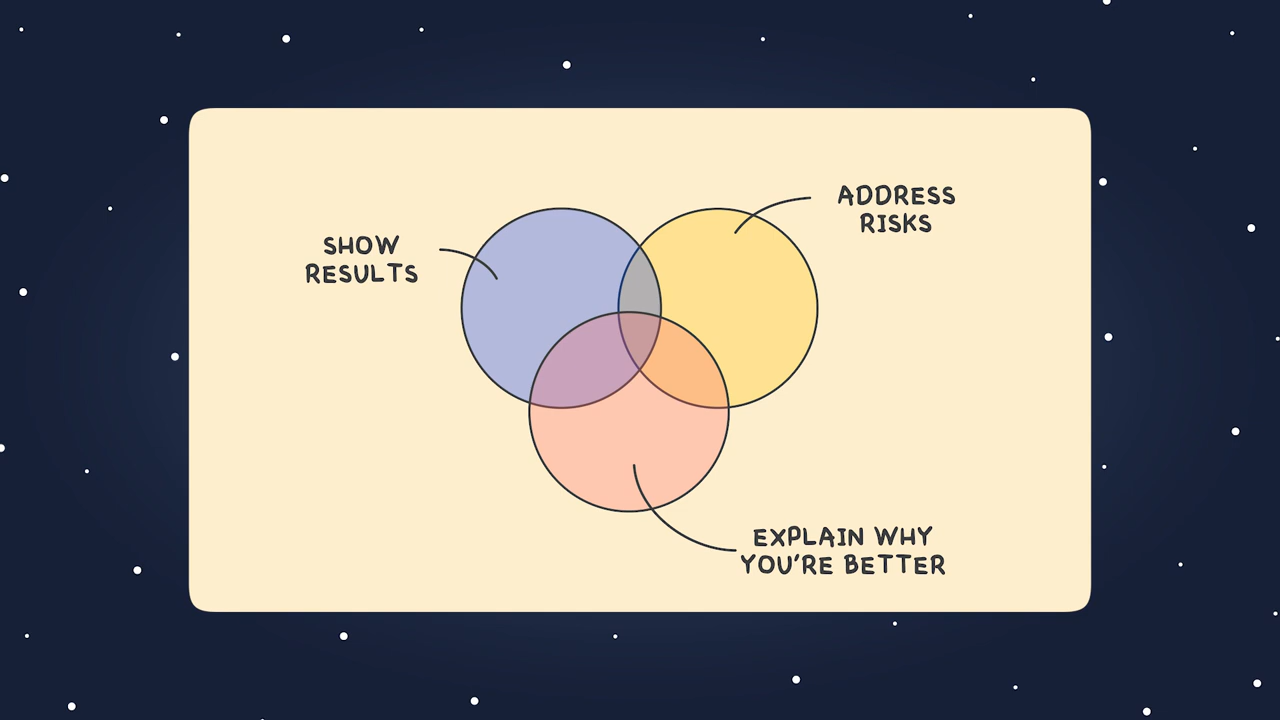 SHOW
RESULTS
ADDRESS
RISKS
EXPLAIN WHY
YOU'RE BETTER